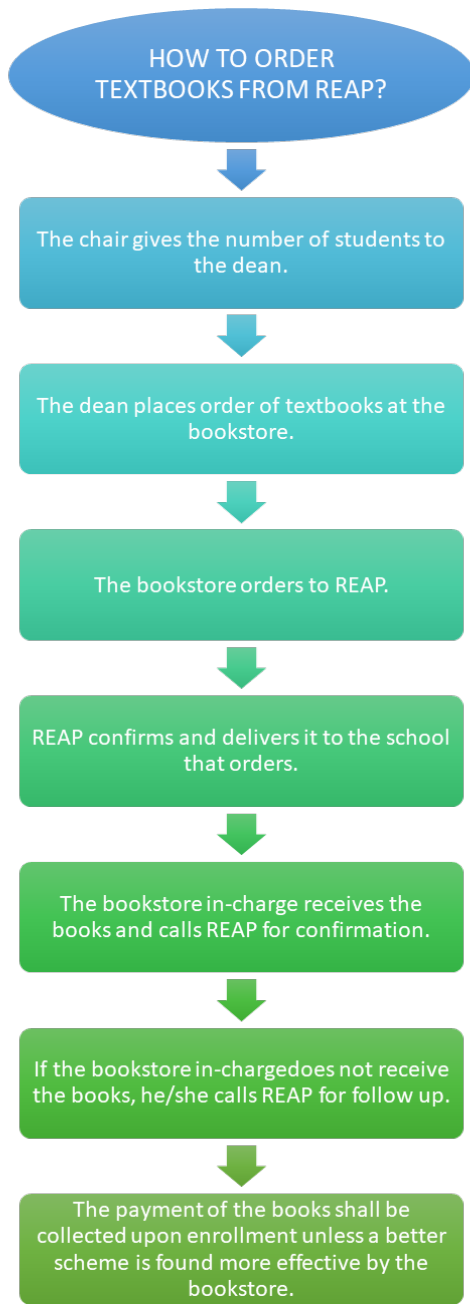 HOW TO ORDER
TEXTBOOKS FROM REAP?
The chair gives the number of students to
the dean.
The dean places order of textbooks at the
bookstore.
The bookstore orders to REAP.
REAP confirms and delivers it to the school
that orders.
The bookstore in-charge receives the
books and calls REAP for confirmation.
If the bookstore in-chargedoes not receive
the books, he/she calls REAP for follow up.
The payment of the books shall be
collected upon enrollment unless a better
scheme is found more effective by the
bookstore.